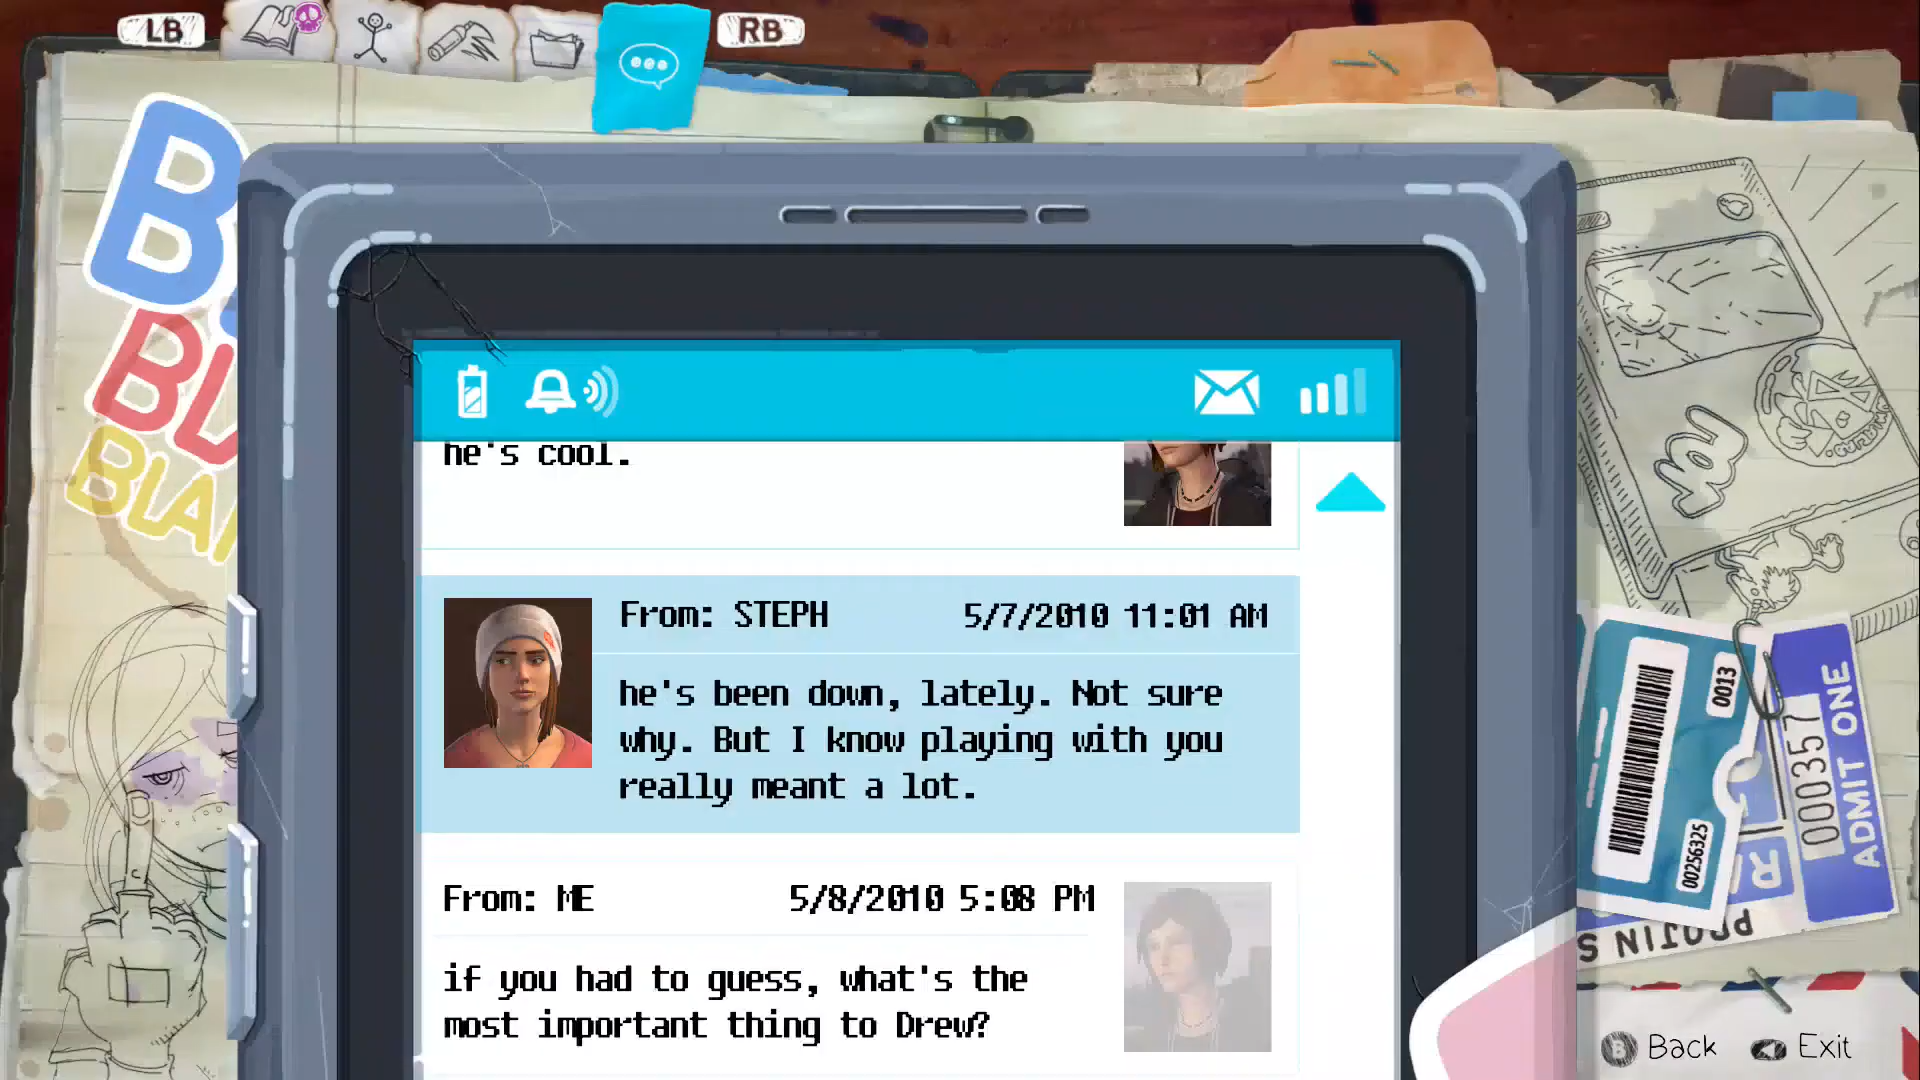 LB
RB
BL
BLA
he's cool.
From: STEPH 5/7/2010 11:01 AM
he's been down, lately. Not sure
why. But I know playing with you
really meant a lot.
From: ME 5/8/2010 5:08 PM
if you had to guess, what's the
most important thing to Drew?
0013
00256325
000357
ADMIT ONE
B Back
Exit